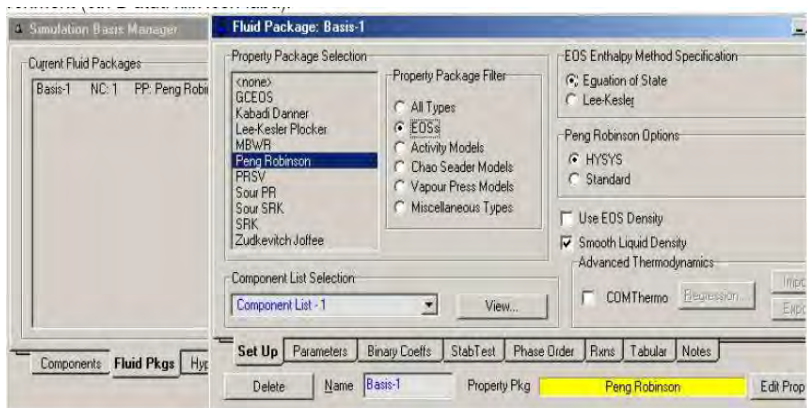 Simulation Basis Manager
Fluid Package: Basis-1
Current Fluid Packages
Basis-1 NC: 1 PP: Peng Robin
Property Package Selection
<none>
GCEOS
Kabadi Danner
Lee-Kesler Plocker
MBWR
Peng Robinson
PRSV
Sour PR
Sour SRK
SRK
Zudkevitch Joffee
Property Package Filter
All Types
EOSs
Activity Models
Chao Seader Models
Vapour Press Models
Miscellaneous Types
EOS Enthalpy Method Specification
Equation of State
Lee-Kesler
Peng Robinson Options
HYSYS
Standard
Use EOS Density
Smooth Liquid Density
Component List Selection
Component List - 1
View...
Advanced Thermodynamics
COMThermo
Regression...
Impo
Expo
Set Up Parameters Binary Coeffs StabTest Phase Order Rxns Tabular Notes
Components Fluid Pkgs Hyp
Delete Name Basis-1 Property Pkg Peng Robinson Edit Prop